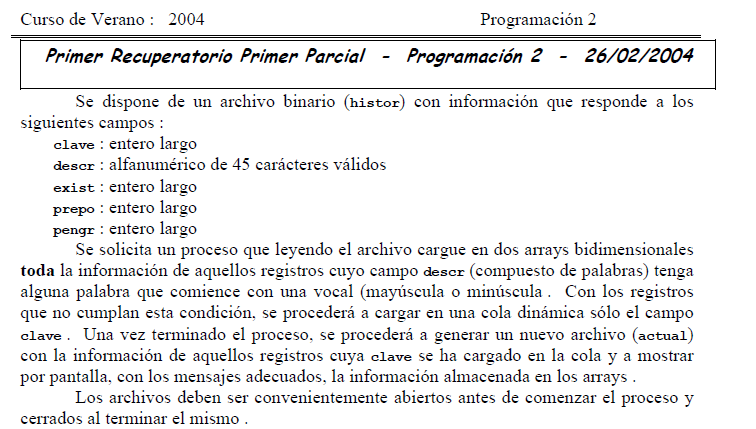 Curso de Verano : 2004 Programación 2
Primer Recuperatorio Primer Parcial - Programación 2 - 26/02/2004
Se dispone de un archivo binario (histor) con información que responde a los
siguientes campos :
clave : entero largo
descr : alfanumérico de 45 carácteres válidos
exist : entero largo
prepo : entero largo
pengr : entero largo
Se solicita un proceso que leyendo el archivo cargue en dos arrays bidimensionales
toda la información de aquellos registros cuyo campo descr (compuesto de palabras) tenga
alguna palabra que comience con una vocal (mayúscula o minúscula . Con los registros
que no cumplan esta condición, se procederá a cargar en una cola dinámica sólo el campo
clave . Una vez terminado el proceso, se procederá a generar un nuevo archivo (actual)
con la información de aquellos registros cuya clave se ha cargado en la cola y a mostrar
por pantalla, con los mensajes adecuados, la información almacenada en los arrays .
Los archivos deben ser convenientemente abiertos antes de comenzar el proceso y
cerrados al terminar el mismo .